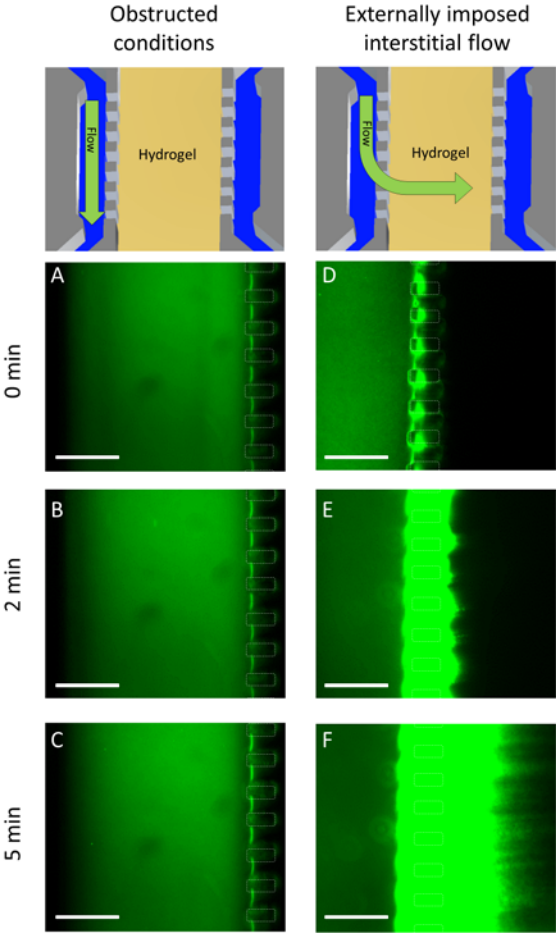 Obstructed
conditions
Externally imposed
interstitial flow
Flow
Hydrogel
Flow
Hydrogel
0 min
A
D
2 min
B
E
5 min
C
F